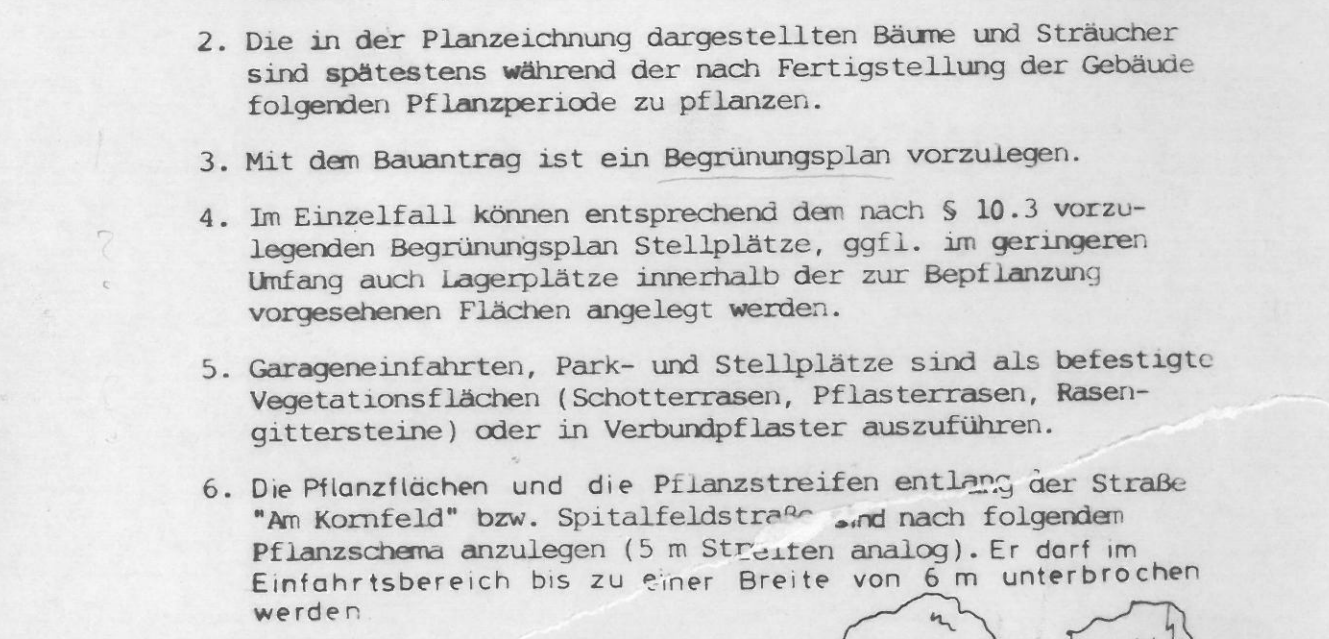 2. Die in der Planzeichnung dargestellten Bäume und Sträucher
sind spätestens während der nach Fertigstellung der Gebäude
folgenden Pflanzperiode zu pflanzen.
3. Mit dem Bauantrag ist ein Begrünungsplan vorzulegen.
4. Im Einzelfall können entsprechend dem nach § 10.3 vorzu-
legenden Begrünungsplan Stellplätze, ggfl. im geringeren
Umfang auch Lagerplätze innerhalb der zur Bepflanzung
vorgesehenen Flächen angelegt werden.
5. Garageneinfahrten, Park- und Stellplätze sind als befestigte
Vegetationsflächen (Schotterrasen, Pflasterrasen, Rasen-
gittersteine) oder in Verbundpflaster auszuführen.
6. Die Pflanzflächen und die Pflanzstreifen entlang der Straße
"Am Kornfeld" bzw. Spitalfeldstraße sind nach folgendem
Pflanzschema anzulegen (5 m Streifen analog). Er darf im
Einfahrtsbereich bis zu einer Breite von 6 m unterbrochen
werden